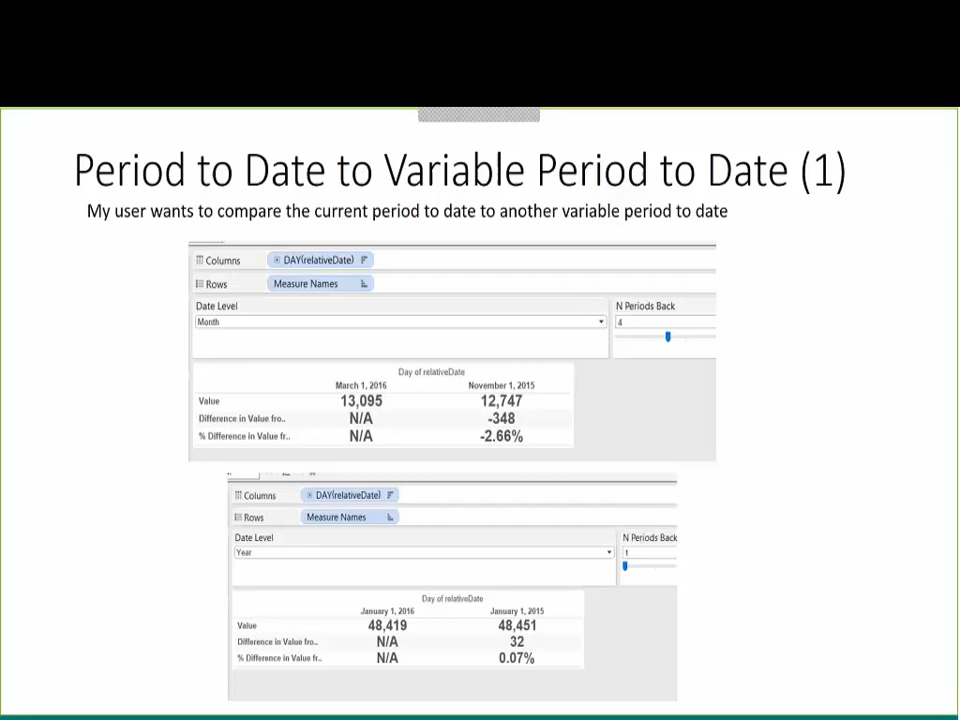 Period to Date to Variable Period to Date (1)
My user wants to compare the current period to date to another variable period to date
Columns DAY(relativeDate)
Rows Measure Names
Date Level N Periods Back
Month 4
Day of relativeDate
March 1, 2016 November 1, 2015
Value 13,095 12,747
Difference in Value fro.. N/A -348
% Difference in Value fr.. N/A -2.66%
Columns DAY(relativeDate)
Rows Measure Names
Date Level N Periods Back
Year 1
Day of relativeDate
January 1, 2016 January 1, 2015
Value 48,419 48,451
Difference in Value fro.. N/A 32
% Difference in Value fr.. N/A 0.07%